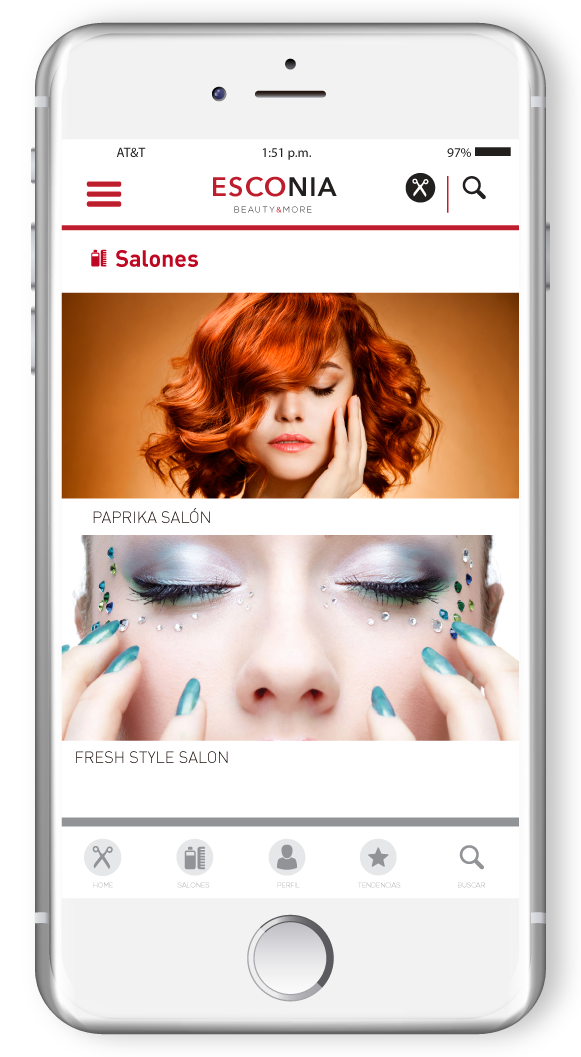 AT&T 1:51 p.m. 97%
ESCONIA
BEAUTY&MORE
Salones
PAPRIKA SALÓN
FRESH STYLE SALON
HOME SALONES PERFIL TENDENCIAS BUSCAR